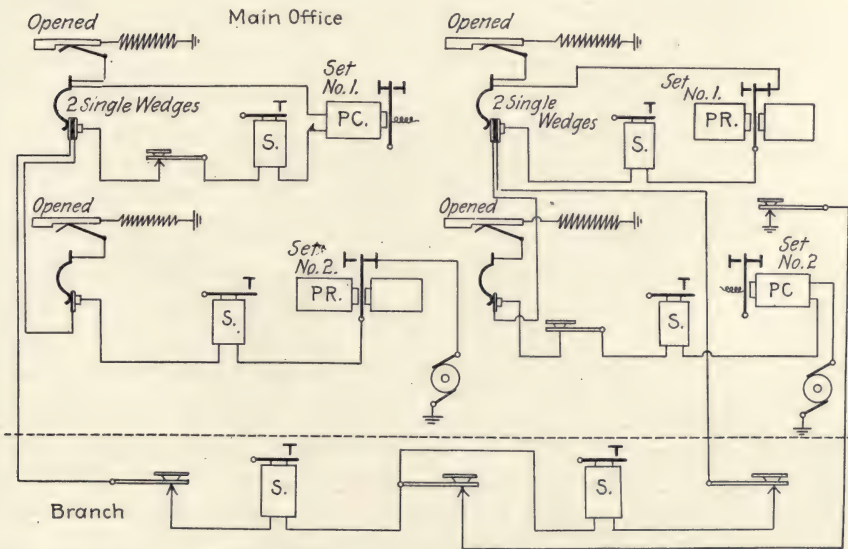 Main Office
Opened
Opened
Set
No.1.
Set
No.1.
2 Single Wedges
2 Single
Wedges
T
T
PC.
PR.
S.
S.
Opened
Opened
Set
No.2.
Set
No.2
T
T
PR.
PC
S.
S.
T
T
S.
S.
Branch